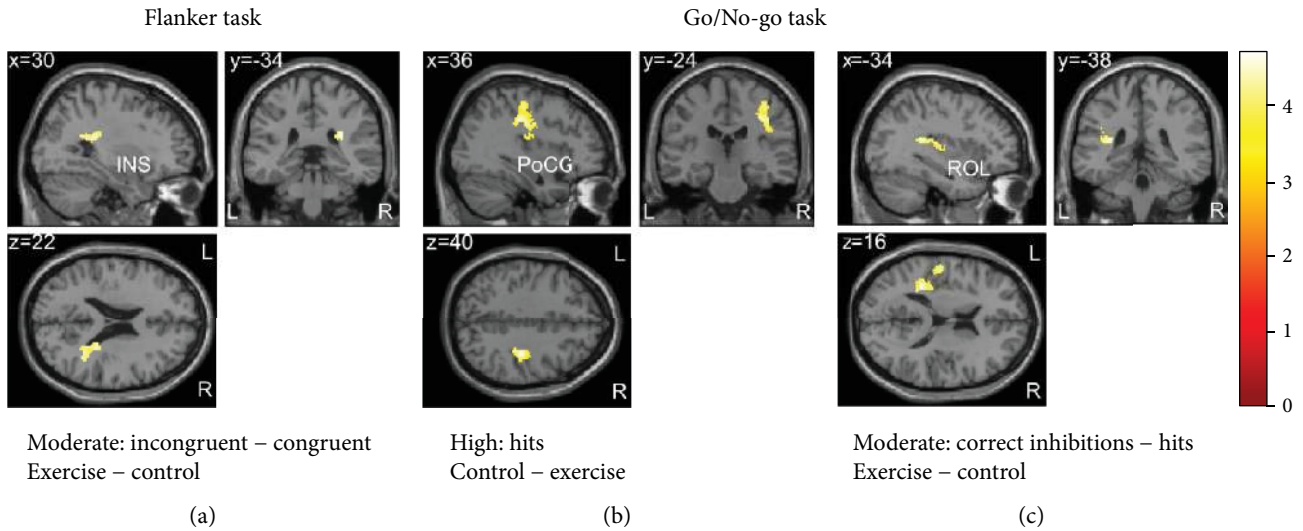 Flanker task
Go/No-go task
x=30
y=-34
INS
L
R
z=22
L
R
x=36
y=-24
PoCG
L
R
z=40
L
R
x=-34
y=-38
ROL
L
R
z=16
L
R
4
3
2
1
0
Moderate: incongruent – congruent
Exercise – control
(a)
High: hits
Control – exercise
(b)
Moderate: correct inhibitions – hits
Exercise – control
(c)